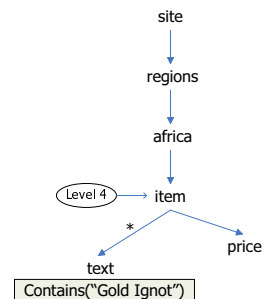 site
regions
africa
Level 4
item
*
price
text
Contains("Gold Ignot")